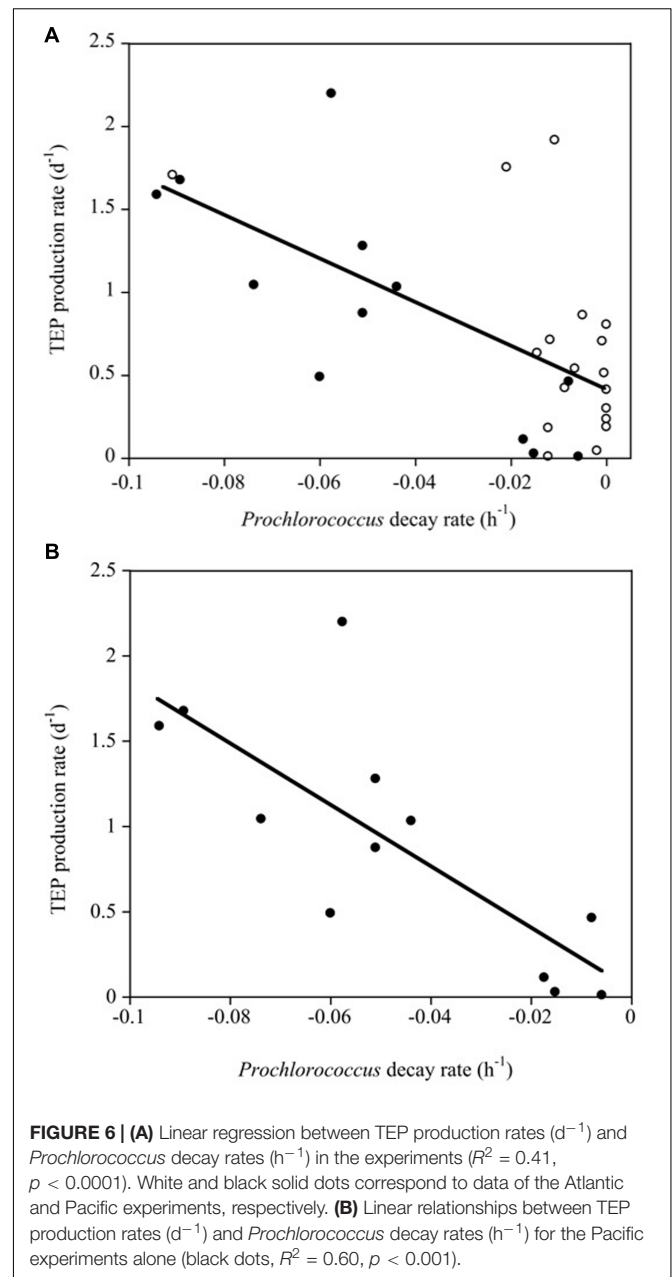 A
2.5
2
1.5
1
0.5
0
TEP production rate (d⁻¹)
-0.1 -0.08 -0.06 -0.04 -0.02 0
Prochlorococcus decay rate (h⁻¹)
B
2.5
2
1.5
1
0.5
0
TEP production rate (d⁻¹)
-0.1 -0.08 -0.06 -0.04 -0.02 0
Prochlorococcus decay rate (h⁻¹)
FIGURE 6 | (A) Linear regression between TEP production rates (d⁻¹) and
Prochlorococcus decay rates (h⁻¹) in the experiments (R² = 0.41,
p < 0.0001). White and black solid dots correspond to data of the Atlantic
and Pacific experiments, respectively. (B) Linear relationships between TEP
production rates (d⁻¹) and Prochlorococcus decay rates (h⁻¹) for the Pacific
experiments alone (black dots, R² = 0.60, p < 0.001).